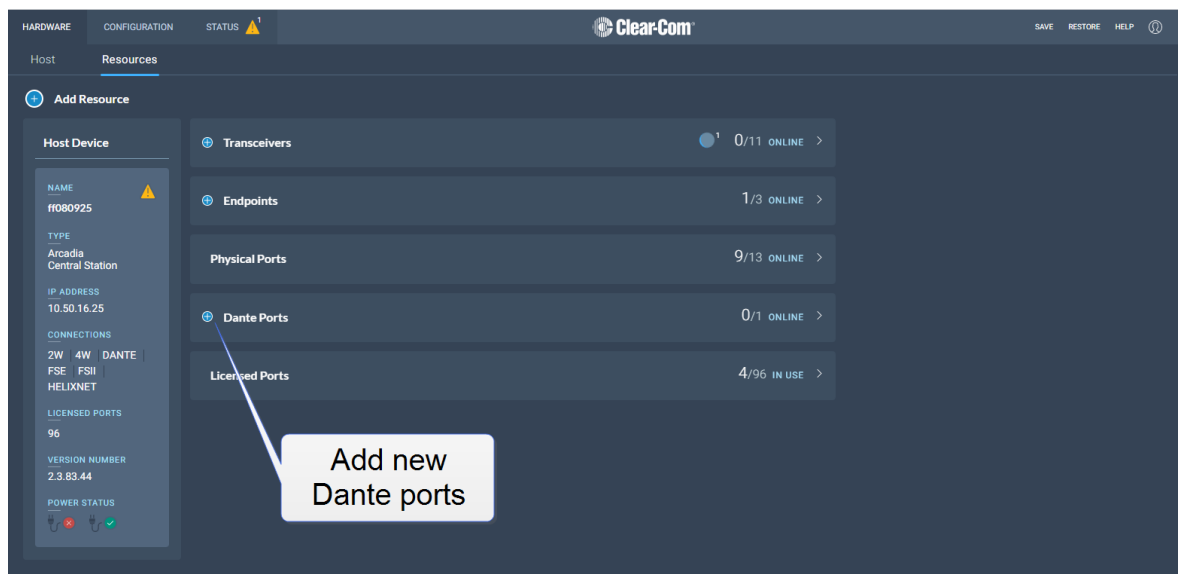 HARDWARE CONFIGURATION STATUS 1 Clear-Com® SAVE RESTORE HELP
Host Resources
Add Resource
Host Device
NAME
ff080925
TYPE
Arcadia
Central Station
IP ADDRESS
10.50.16.25
CONNECTIONS
2W 4W DANTE
FSE FSII
HELIXNET
LICENSED PORTS
96
VERSION NUMBER
2.3.83.44
POWER STATUS
Transceivers 1 0/11 ONLINE
Endpoints 1/3 ONLINE
Physical Ports 9/13 ONLINE
Dante Ports 0/1 ONLINE
Licensed Ports 4/96 IN USE
Add new
Dante ports